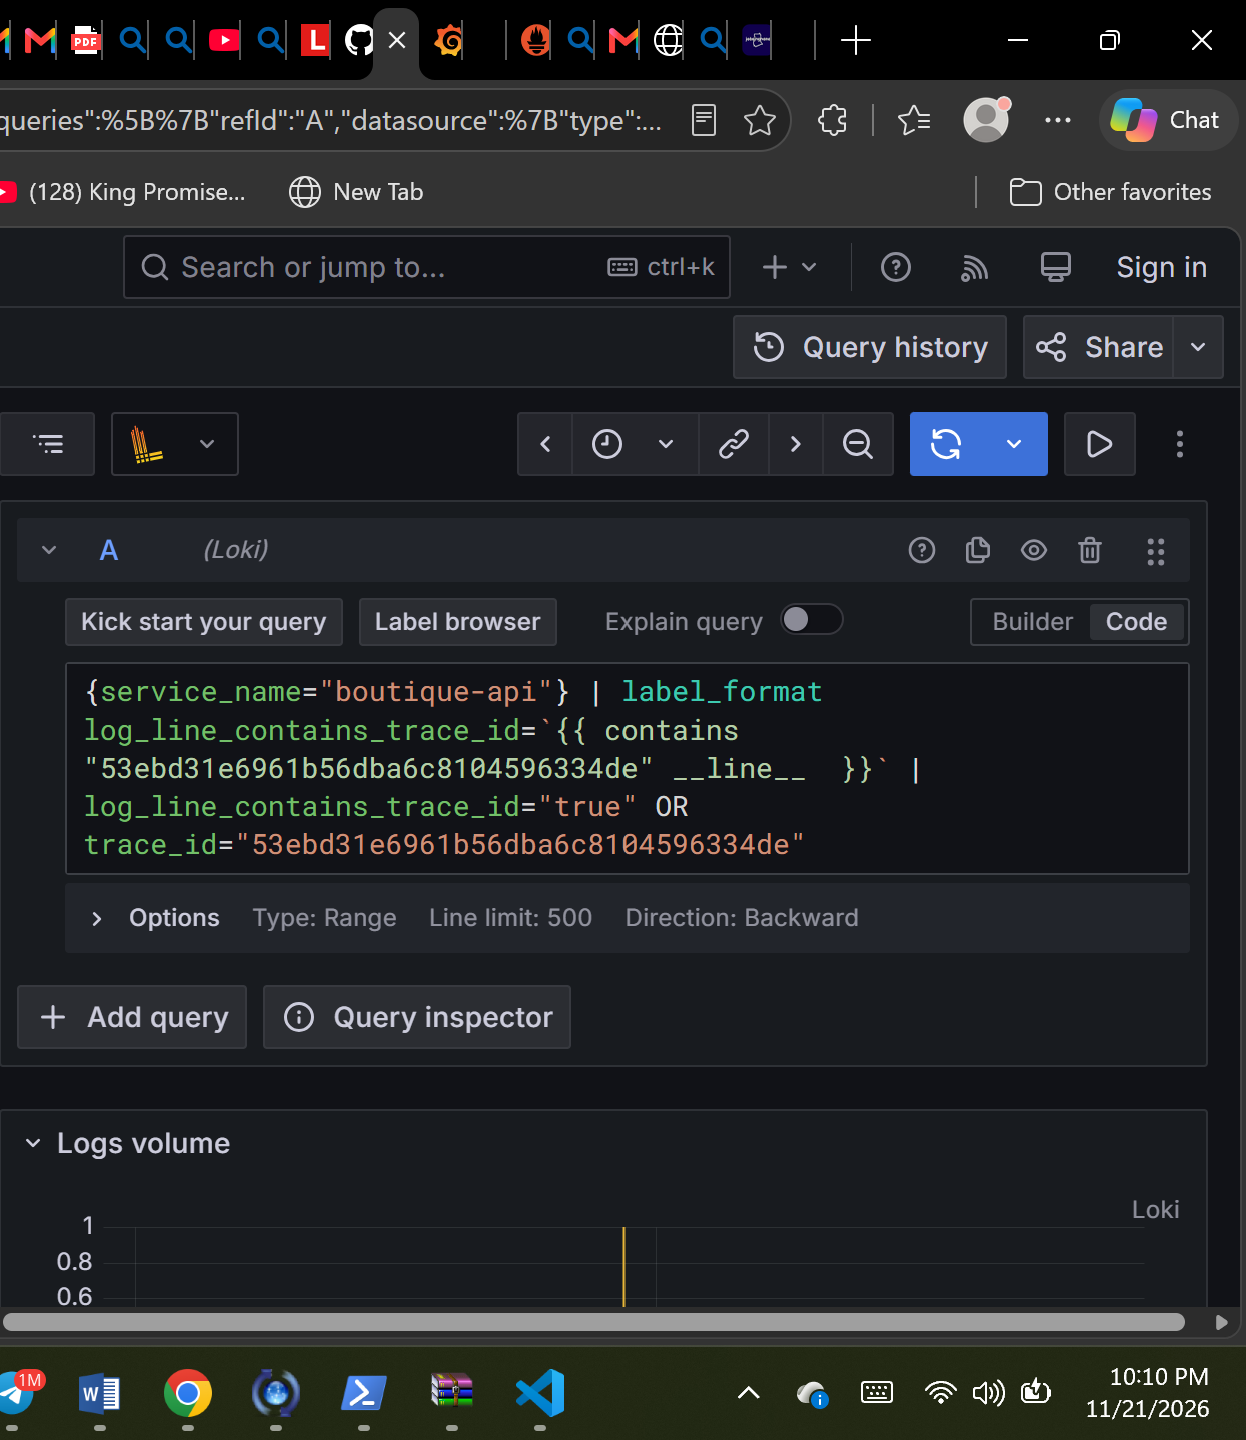 PDF
L
queries":%5B%7B"refId":"A","datasource":%7B"type":...
Chat
(128) King Promise...
New Tab
Other favorites
Search or jump to...
ctrl+k
Sign in
Query history
Share
A
(Loki)
Kick start your query
Label browser
Explain query
Builder
Code
{service_name="boutique-api"} | label_format
log_line_contains_trace_id=`{{ contains
"53ebd31e6961b56dba6c8104596334de" __line__  }}` |
log_line_contains_trace_id="true" OR
trace_id="53ebd31e6961b56dba6c8104596334de"
Options
Type: Range
Line limit: 500
Direction: Backward
Add query
Query inspector
Logs volume
Loki
1
0.8
0.6
1M
W
10:10 PM
11/21/2026